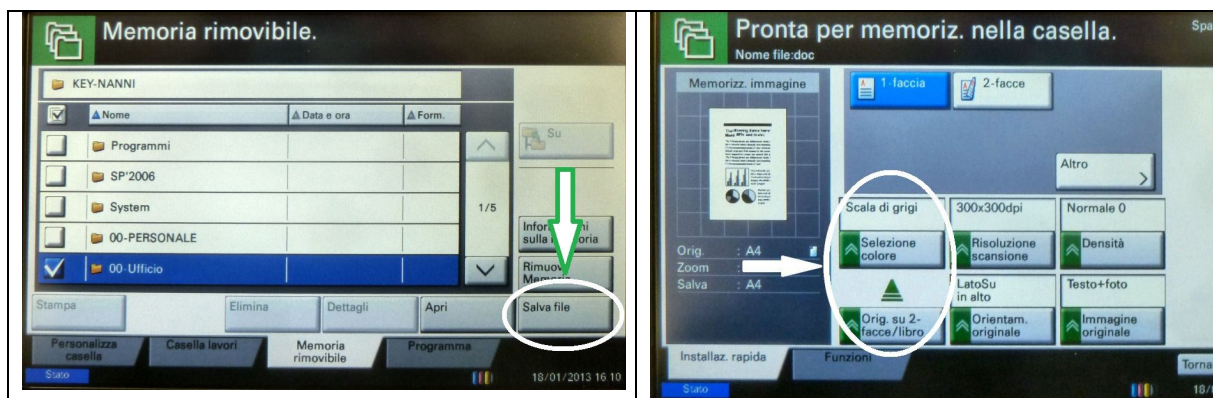 Memoria rimovibile.
KEY-NANNI
Nome
Data e ora
Form.
Programmi
SP'2006
System
00-PERSONALE
00-Ufficio
1/5
Su
sulla
Rimuovi
Salva file
Stampa
Elimina
Dettagli
Apri
Personalizza casella
Casella lavori
Memoria rimovibile
Programma
Stato
18/01/2013 16:10
Pronta per memoriz. nella casella.
Nome file:doc
Memorizz. immagine
1-faccia
2-facce
Altro
Scala di grigi
300x300dpi
Normale 0
Selezione colore
Risoluzione scansione
Densità
Orig. : A4
Zoom :
Salva : A4
LatoSu in alto
Testo+foto
Orig. su 2-facce/libro
Orientam. originale
Immagine originale
Installaz. rapida
Funzioni
Stato